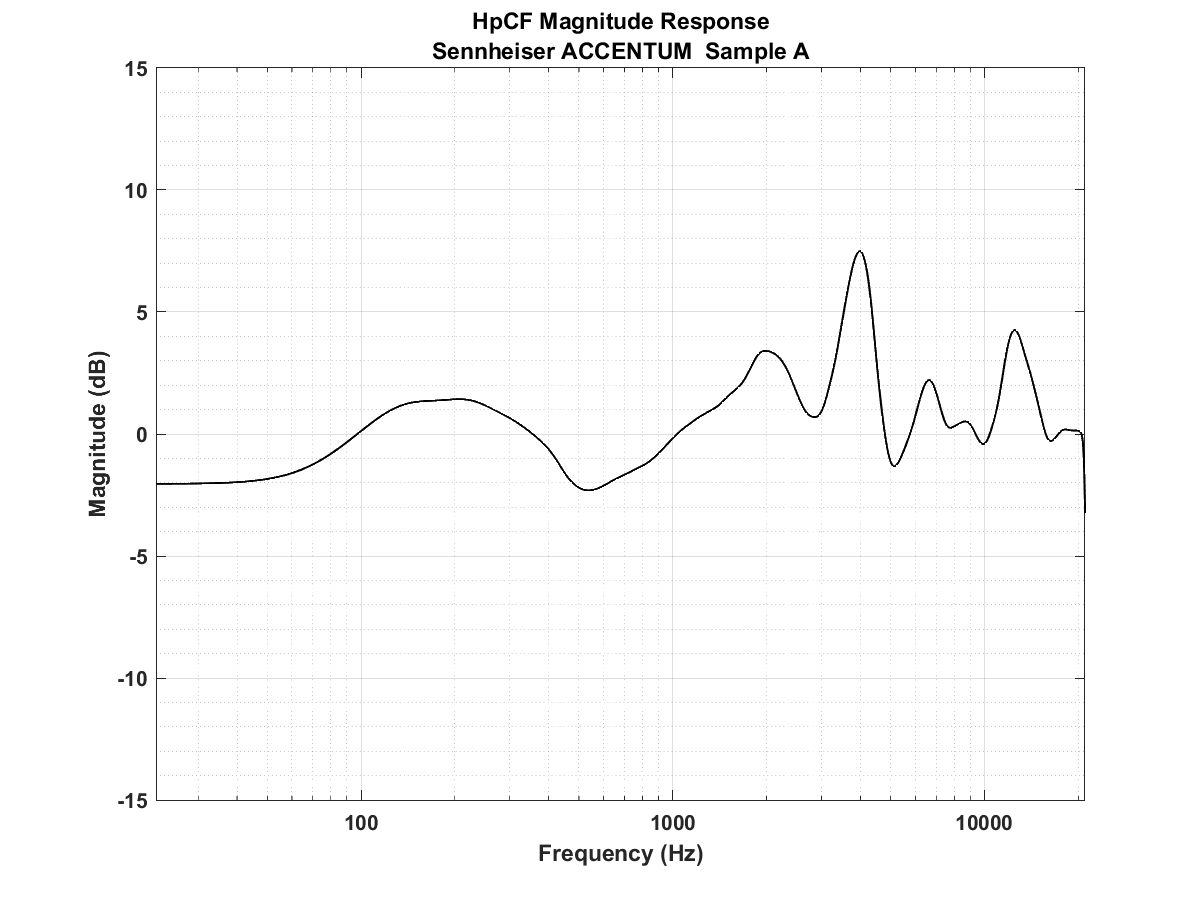 HpCF Magnitude Response
Sennheiser ACCENTUM  Sample A
15
10
5
0
-5
-10
-15
Magnitude (dB)
100
1000
10000
Frequency (Hz)